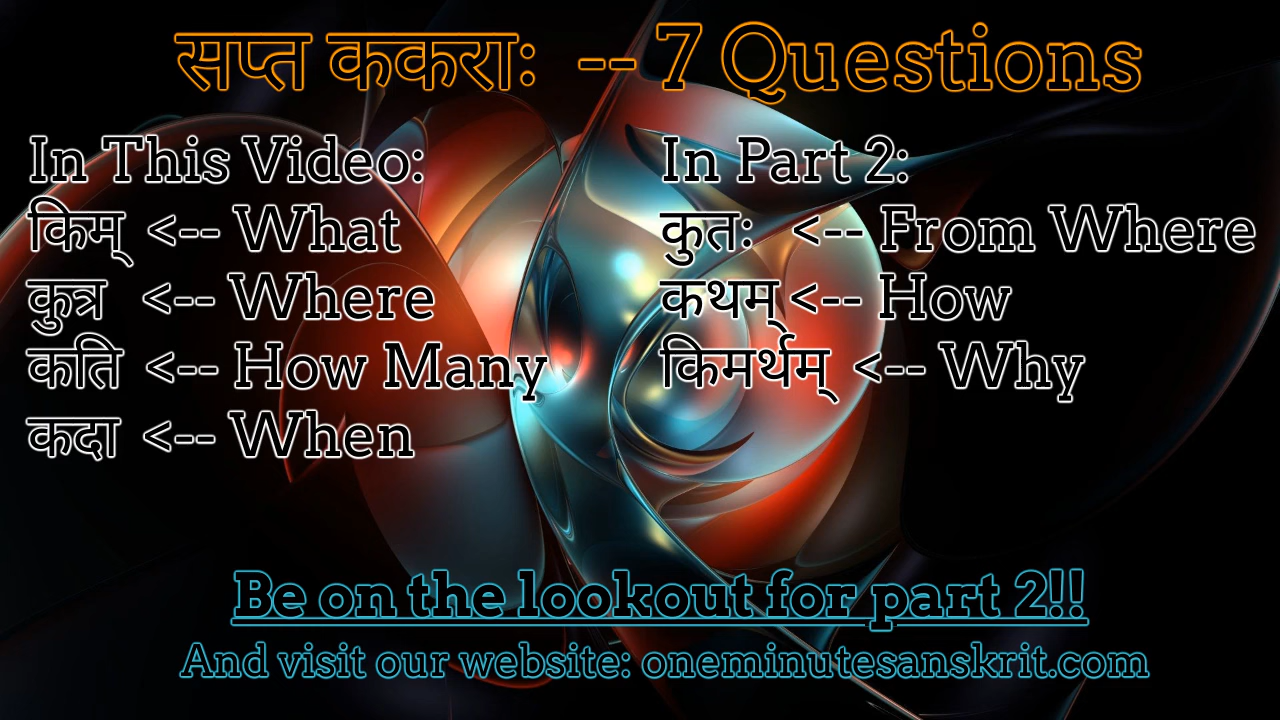 सप्त ककराः -- 7 Questions
In This Video:
किम् <-- What
कुत्र <-- Where
कति <-- How Many
कदा <-- When
In Part 2:
कुतः <-- From Where
कथम् <-- How
किमर्थम् <-- Why
Be on the lookout for part 2!!
And visit our website: oneminutesanskrit.com